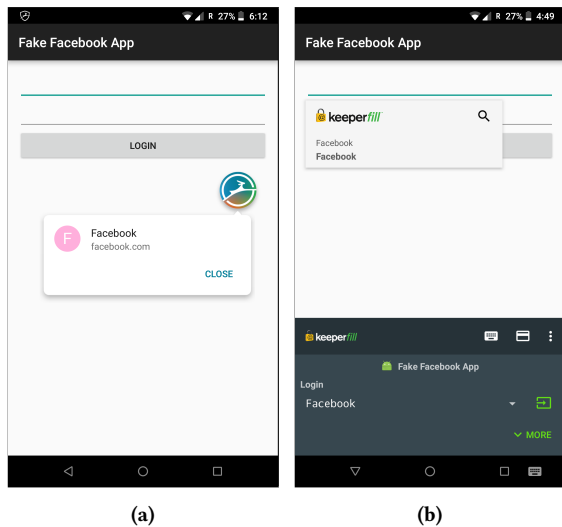 R 27% 6:12
Fake Facebook App
LOGIN
F
Facebook
facebook.com
CLOSE
(a)
R 27% 4:49
Fake Facebook App
keeperfill
Facebook
Facebook
keeperfill
Fake Facebook App
Login
Facebook
MORE
(b)